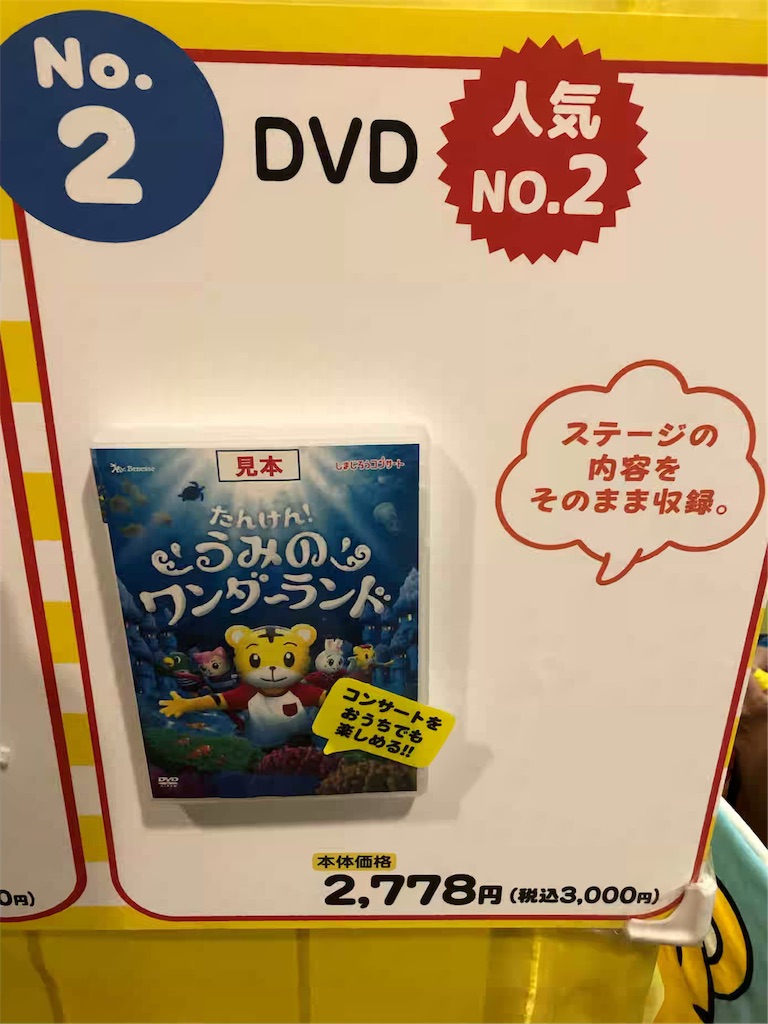 No.
2
DVD
人気
NO.2
ステージの
内容を
そのまま収録。
Benesse
見本
しまじろうコンサート
たんけん!
うみの
ワンダーランド
コンサートを
おうちでも
楽しめる!!
DVD
本体価格
2,778円(税込3,000円)
0円)